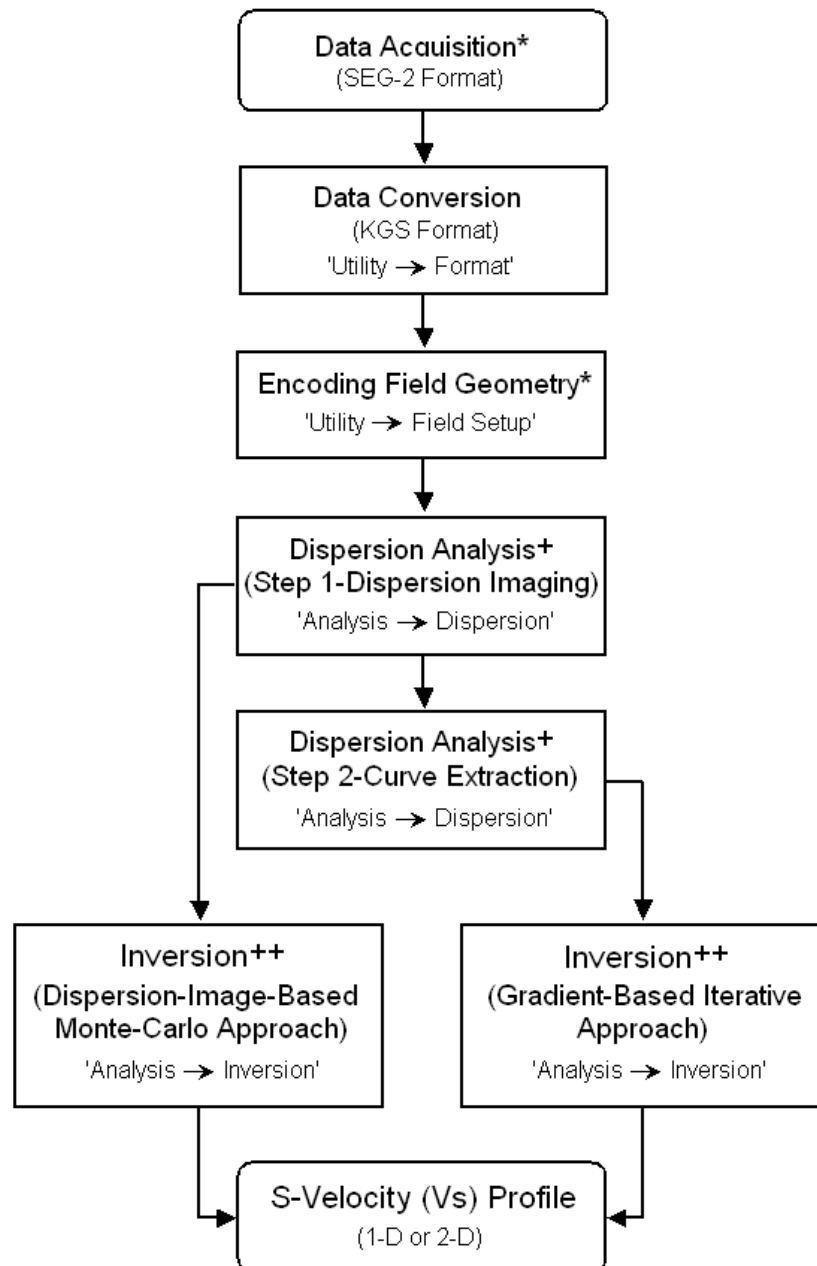 Data Acquisition*
(SEG-2 Format)
Data Conversion
(KGS Format)
'Utility → Format'
Encoding Field Geometry*
'Utility → Field Setup'
Dispersion Analysis+
(Step 1-Dispersion Imaging)
'Analysis → Dispersion'
Dispersion Analysis+
(Step 2-Curve Extraction)
'Analysis → Dispersion'
Inversion++
(Dispersion-Image-Based
Monte-Carlo Approach)
'Analysis → Inversion'
Inversion++
(Gradient-Based Iterative
Approach)
'Analysis → Inversion'
S-Velocity (Vs) Profile
(1-D or 2-D)